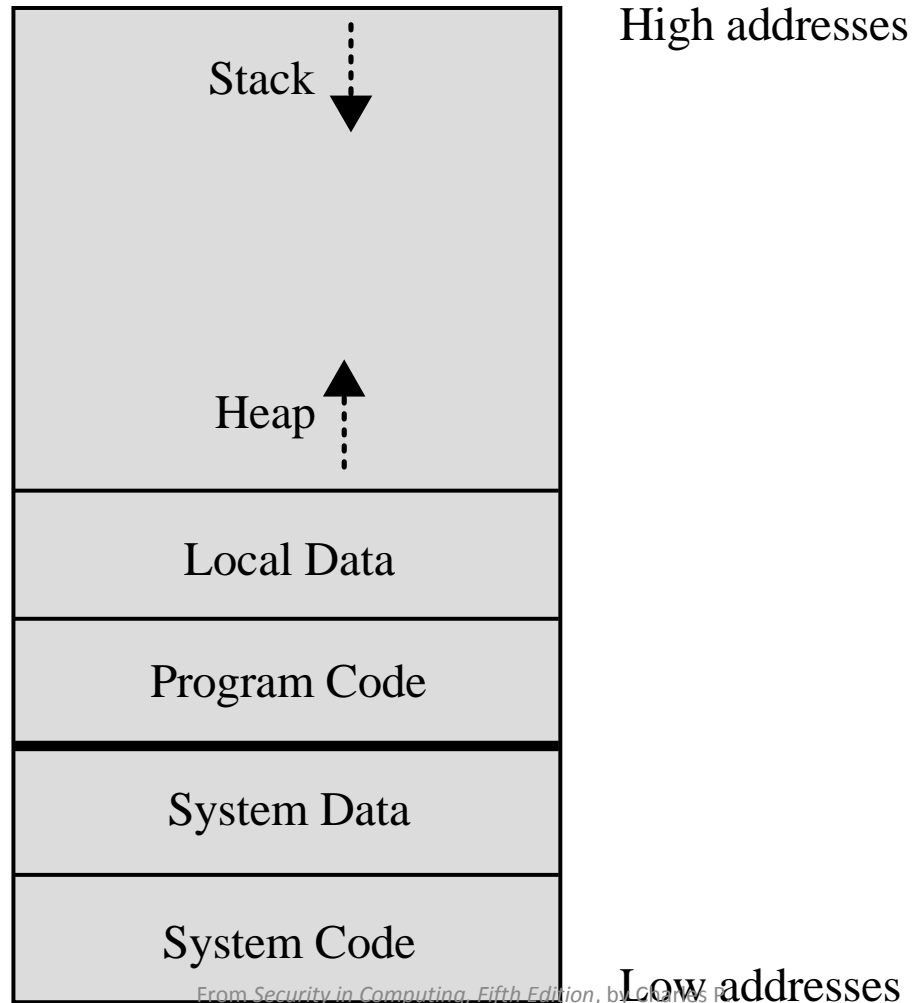 High addresses
Stack
Heap
Local Data
Program Code
System Data
System Code
Low addresses
From Security in Computing, Fifth Edition, by Charles P.